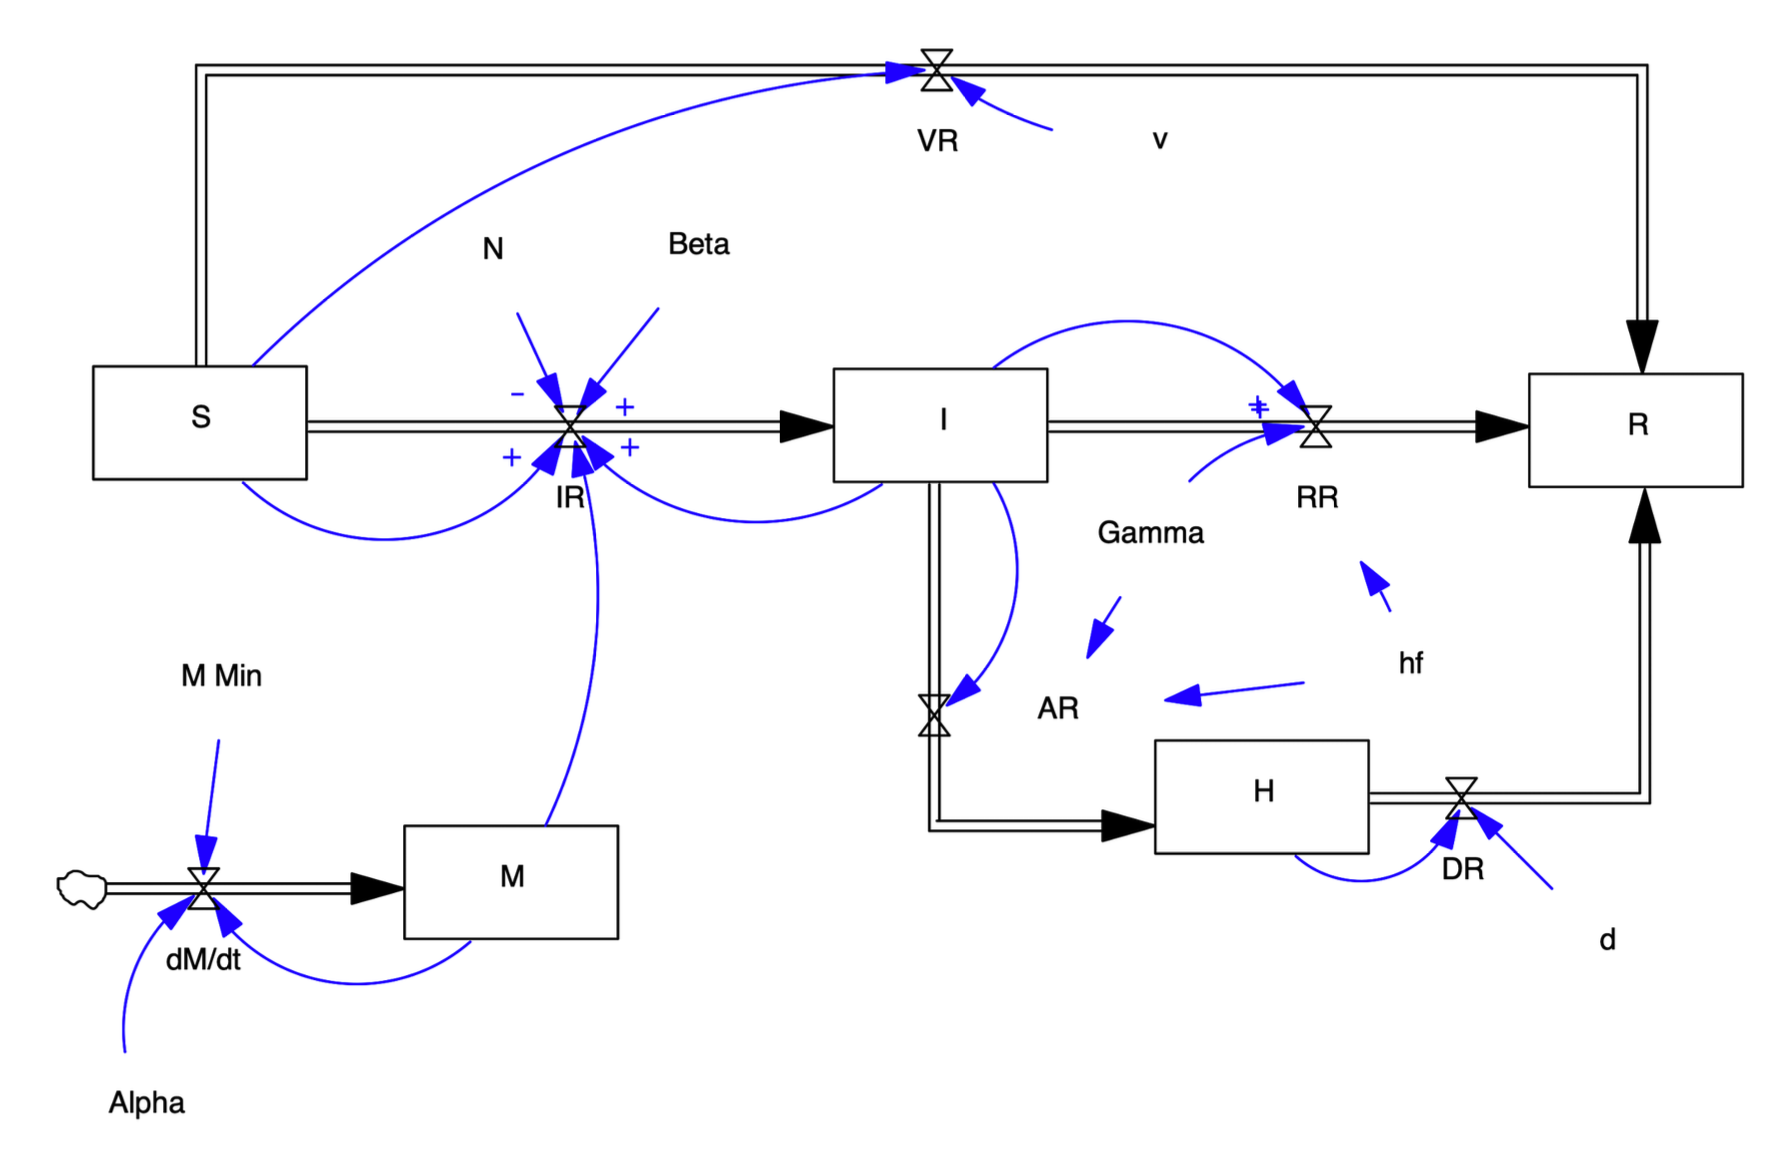 VR
v
N
Beta
S
-
+
+
+
IR
I
+
+
RR
R
Gamma
M Min
hf
AR
H
DR
M
dM/dt
d
Alpha